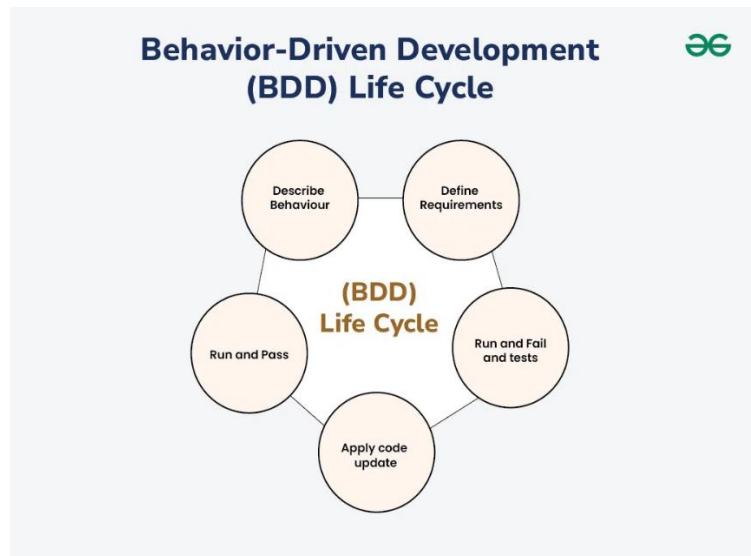 Behavior-Driven Development
(BDD) Life Cycle
Describe
Behaviour
Define
Requirements
(BDD)
Life Cycle
Run and Pass
Run and Fail
and tests
Apply code
update